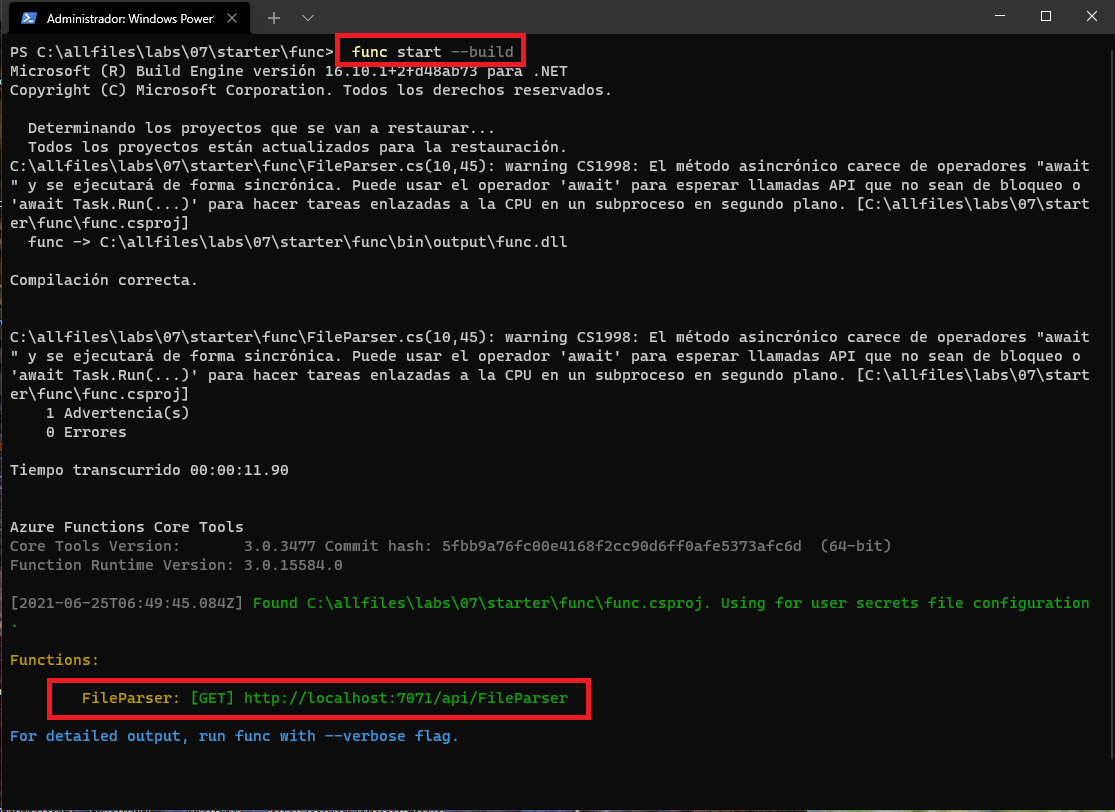 Administrador: Windows Power
PS C:\allfiles\labs\07\starter\func> func start --build
Microsoft (R) Build Engine versión 16.10.1+2fd48ab73 para .NET
Copyright (C) Microsoft Corporation. Todos los derechos reservados.
Determinando los proyectos que se van a restaurar...
Todos los proyectos están actualizados para la restauración.
C:\allfiles\labs\07\starter\func\FileParser.cs(10,45): warning CS1998: El método asincrónico carece de operadores "await
" y se ejecutará de forma sincrónica. Puede usar el operador 'await' para esperar llamadas API que no sean de bloqueo o
'await Task.Run(...)' para hacer tareas enlazadas a la CPU en un subproceso en segundo plano. [C:\allfiles\labs\07\start
er\func\func.csproj]
func -> C:\allfiles\labs\07\starter\func\bin\output\func.dll
Compilación correcta.
C:\allfiles\labs\07\starter\func\FileParser.cs(10,45): warning CS1998: El método asincrónico carece de operadores "await
" y se ejecutará de forma sincrónica. Puede usar el operador 'await' para esperar llamadas API que no sean de bloqueo o
'await Task.Run(...)' para hacer tareas enlazadas a la CPU en un subproceso en segundo plano. [C:\allfiles\labs\07\start
er\func\func.csproj]
1 Advertencia(s)
0 Errores
Tiempo transcurrido 00:00:11.90
Azure Functions Core Tools
Core Tools Version: 3.0.3477 Commit hash: 5fbb9a76fc00e4168f2cc90d6ff0afe5373afc6d (64-bit)
Function Runtime Version: 3.0.15584.0
[2021-06-25T06:49:45.084Z] Found C:\allfiles\labs\07\starter\func\func.csproj. Using for user secrets file configuration
.
Functions:
FileParser: [GET] http://localhost:7071/api/FileParser
For detailed output, run func with --verbose flag.